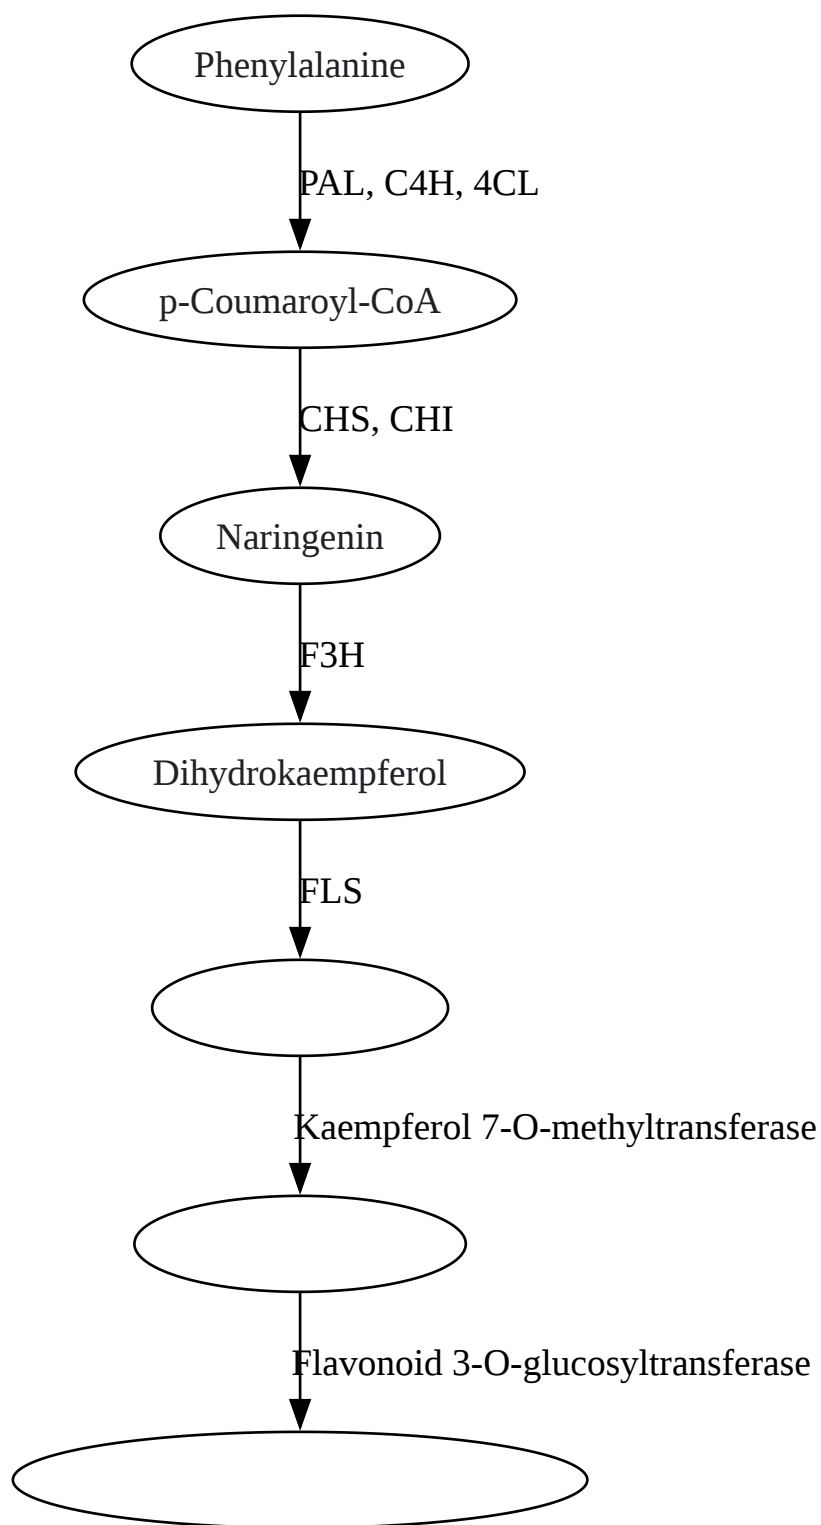 Phenylalanine
PAL, C4H, 4CL
p-Coumaroyl-CoA
CHS, CHI
Naringenin
F3H
Dihydrokaempferol
FLS
Kaempferol 7-O-methyltransferase
Flavonoid 3-O-glucosyltransferase